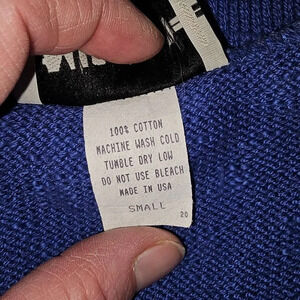 100% COTTON
MACHINE WASH COLD
TUMBLE DRY LOW
DO NOT USE BLEACH
MADE IN USA
SMALL
20